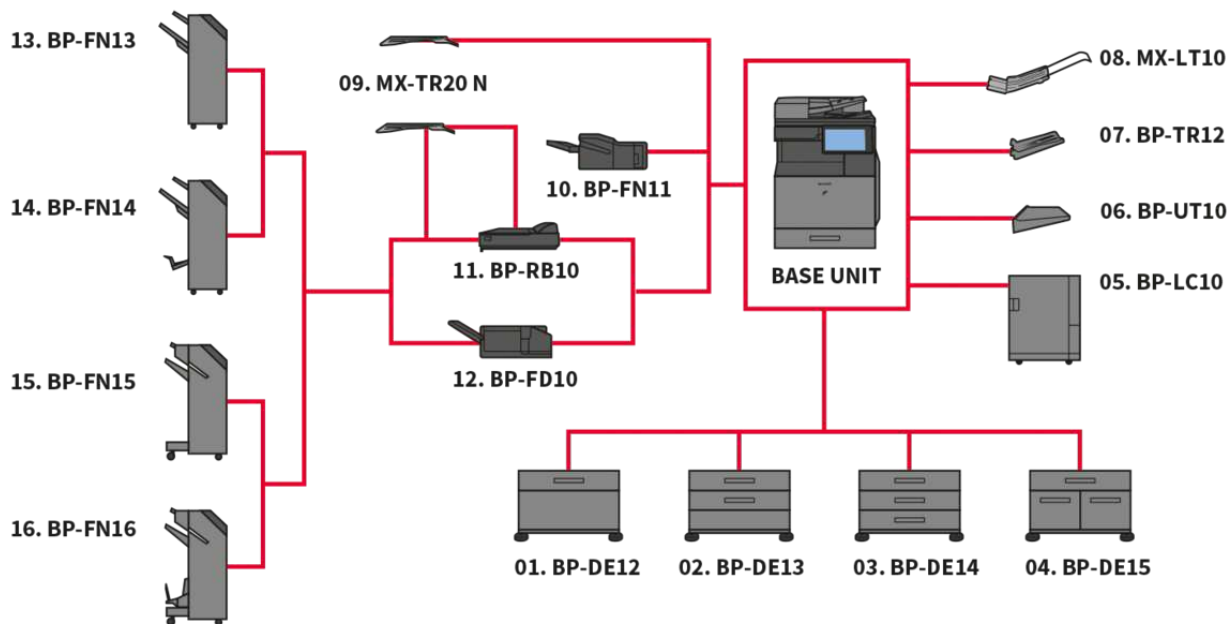 13. BP-FN13
09. MX-TR20 N
08. MX-LT10
07. BP-TR12
14. BP-FN14
10. BP-FN11
06. BP-UT10
11. BP-RB10
BASE UNIT
05. BP-LC10
15. BP-FN15
12. BP-FD10
16. BP-FN16
01. BP-DE12
02. BP-DE13
03. BP-DE14
04. BP-DE15